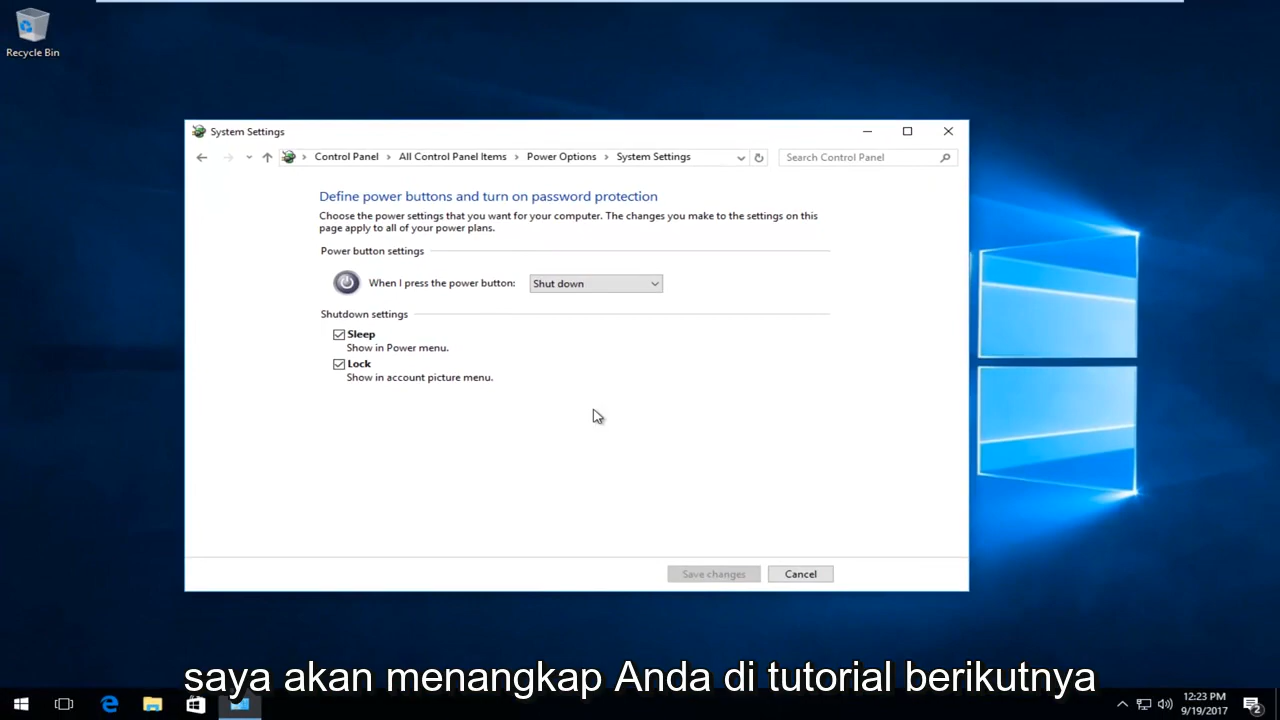 Recycle Bin
System Settings
Control Panel > All Control Panel Items > Power Options > System Settings
Search Control Panel
Define power buttons and turn on password protection
Choose the power settings that you want for your computer. The changes you make to the settings on this
page apply to all of your power plans.
Power button settings
When I press the power button: Shut down
Shutdown settings
Sleep
Show in Power menu.
Lock
Show in account picture menu.
Save changes Cancel
saya akan menangkap Anda di tutorial berikutnya
12:23 PM
9/19/2017
2